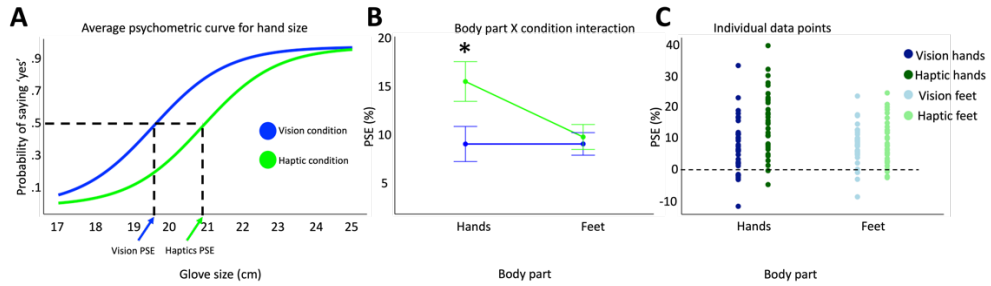 A
Average psychometric curve for hand size
Probability of saying 'yes'
.9
.7
.5
.3
.1
Vision condition
Haptic condition
17 18 19 20 21 22 23 24 25
Vision PSE
Haptics PSE
Glove size (cm)
B
Body part X condition interaction
PSE (%)
20
15
10
5
*
Hands
Feet
Body part
C
Individual data points
PSE (%)
40
30
20
10
0
-10
Vision hands
Haptic hands
Vision feet
Haptic feet
Hands
Feet
Body part